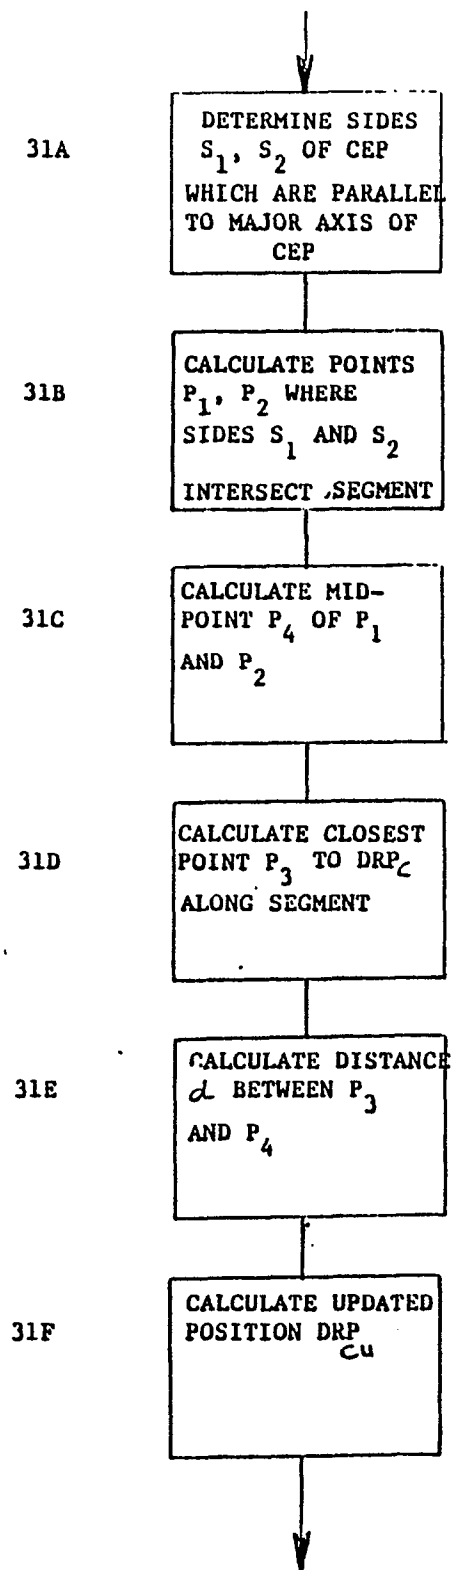 31A
DETERMINE SIDES
S1, S2 OF CEP
WHICH ARE PARALLEL
TO MAJOR AXIS OF
CEP
31B
CALCULATE POINTS
P1, P2 WHERE
SIDES S1 AND S2
INTERSECT SEGMENT
31C
CALCULATE MID-
POINT P4 OF P1
AND P2
31D
CALCULATE CLOSEST
POINT P3 TO DRPC
ALONG SEGMENT
31E
CALCULATE DISTANCE
d BETWEEN P3
AND P4
31F
CALCULATE UPDATED
POSITION DRPcu